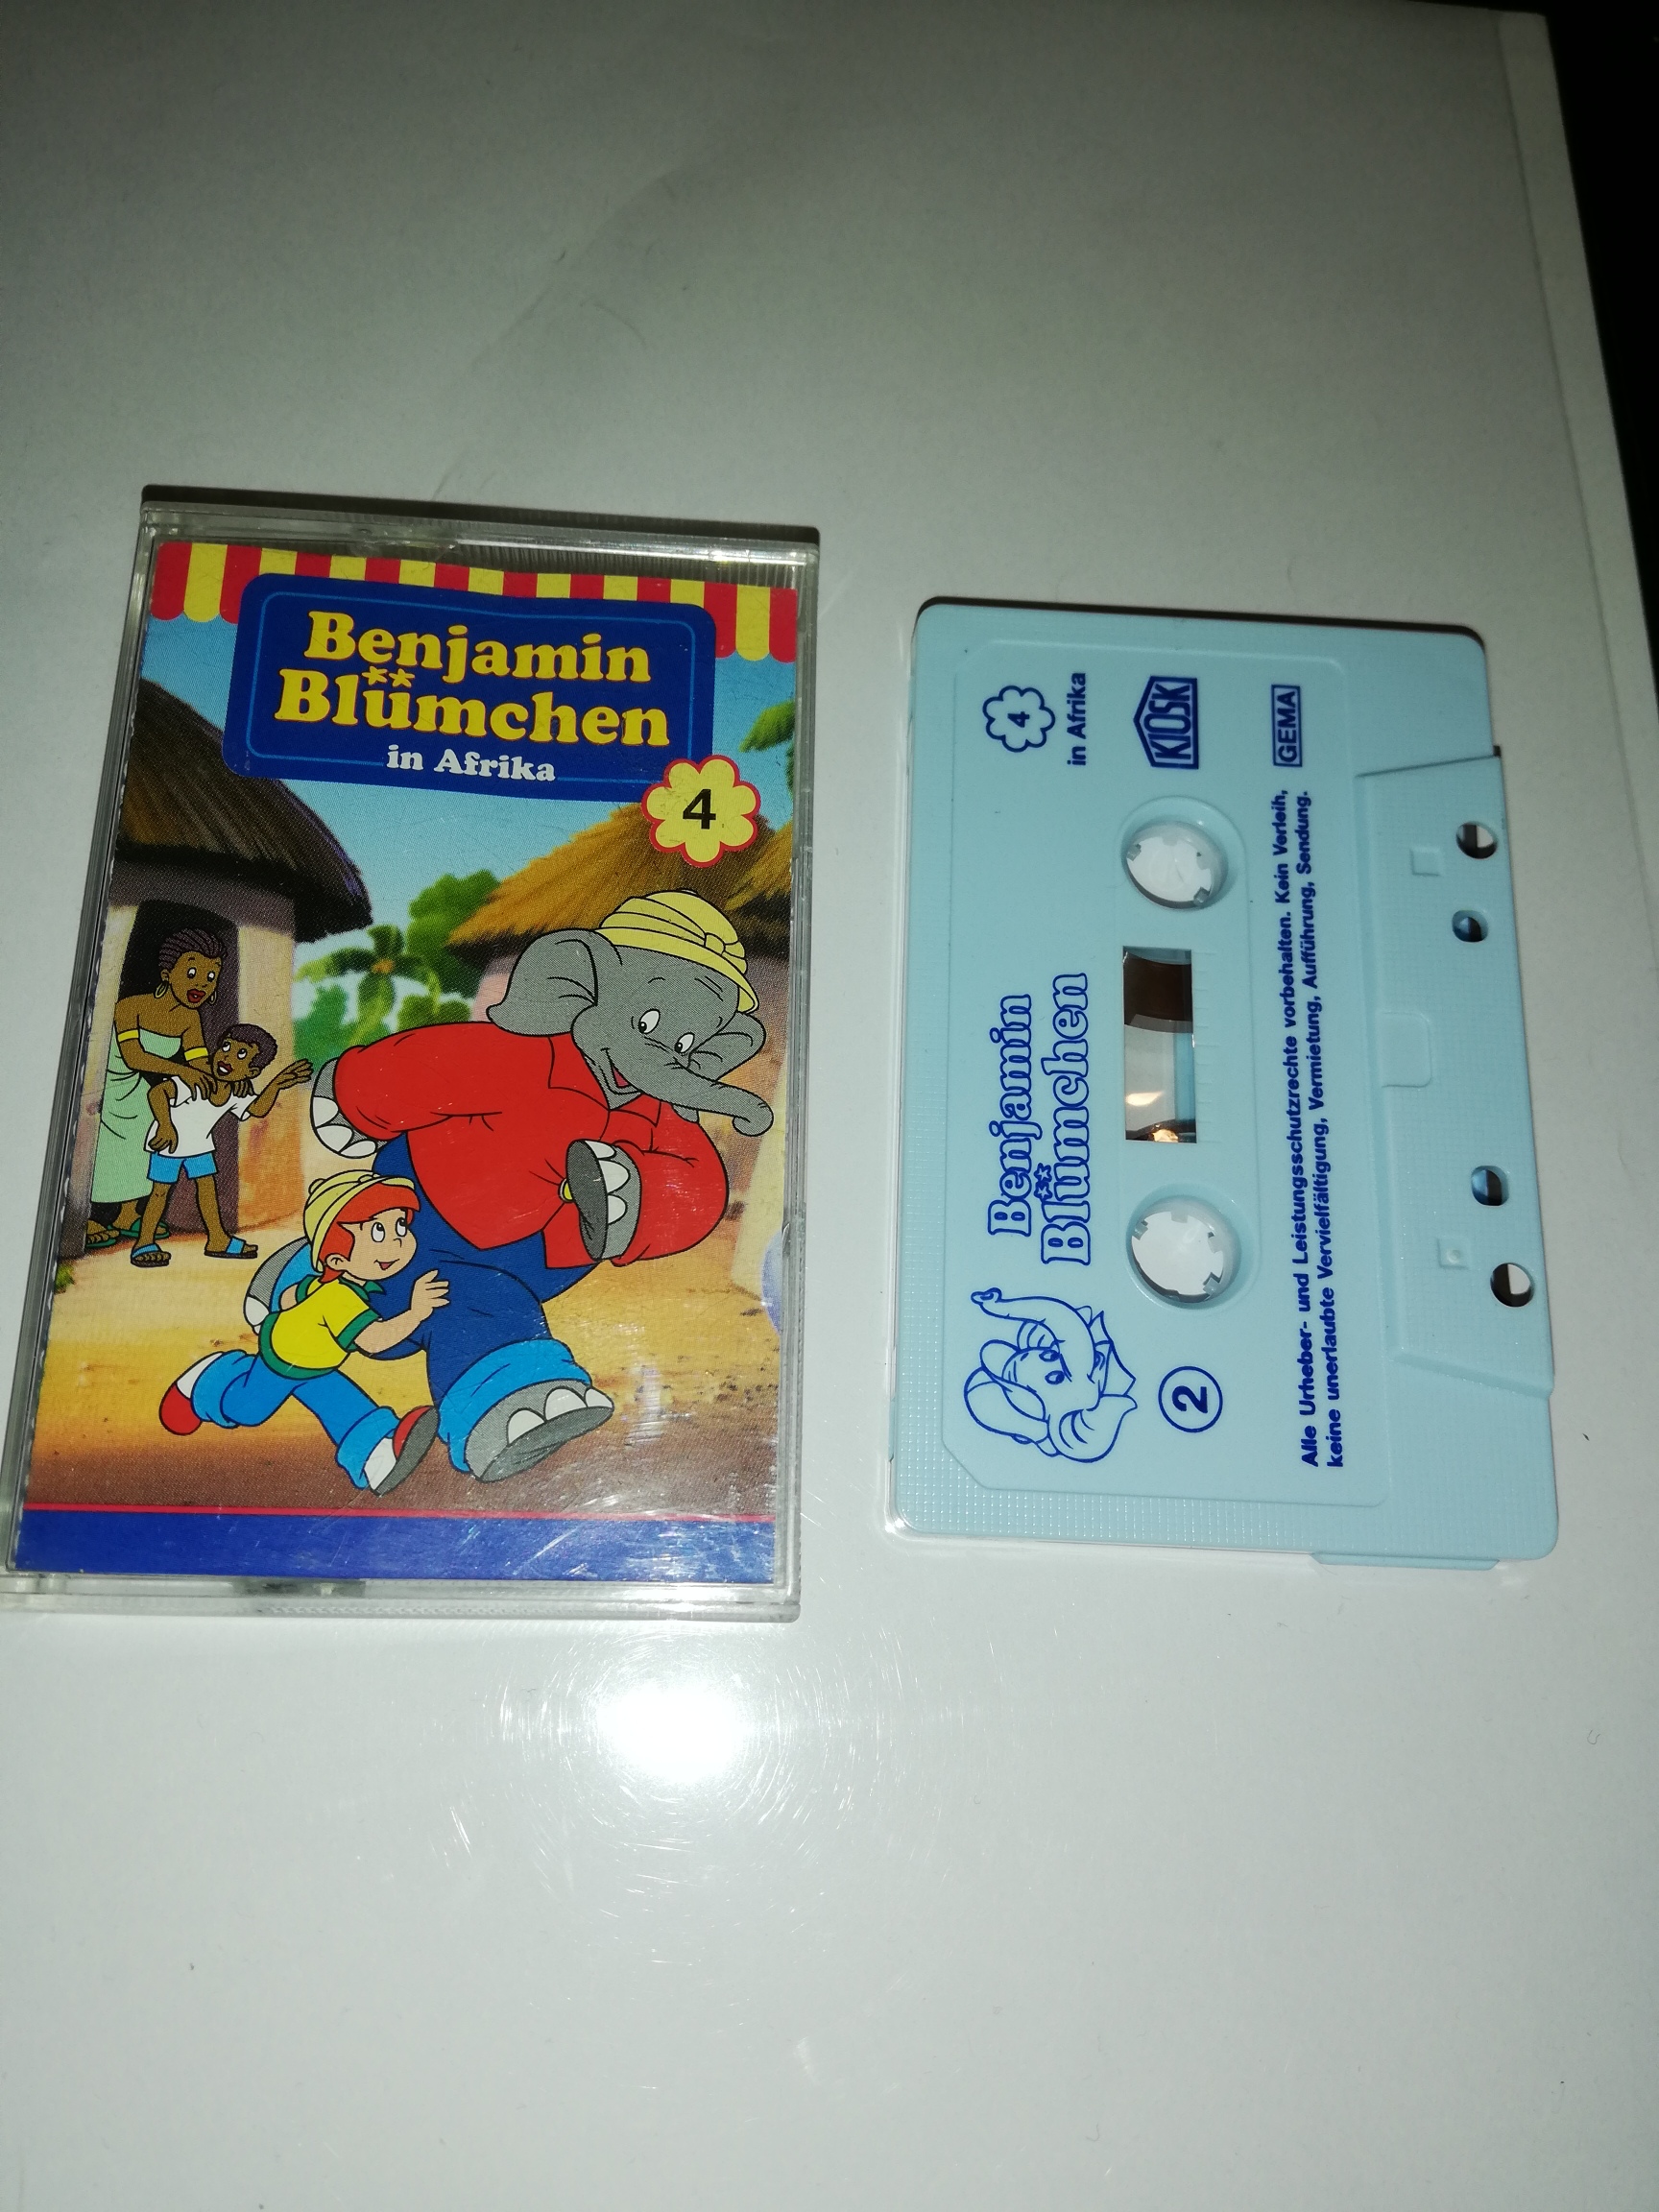 Benjamin
Blümchen
in Afrika
4
Benjamin
Blümchen
4
in Afrika
2
KIOSK
GEMA
Alle Urheber- und Leistungsschutzrechte vorbehalten. Kein Verleih,
keine unerlaubte Vervielfältigung, Vermietung, Aufführung, Sendung.